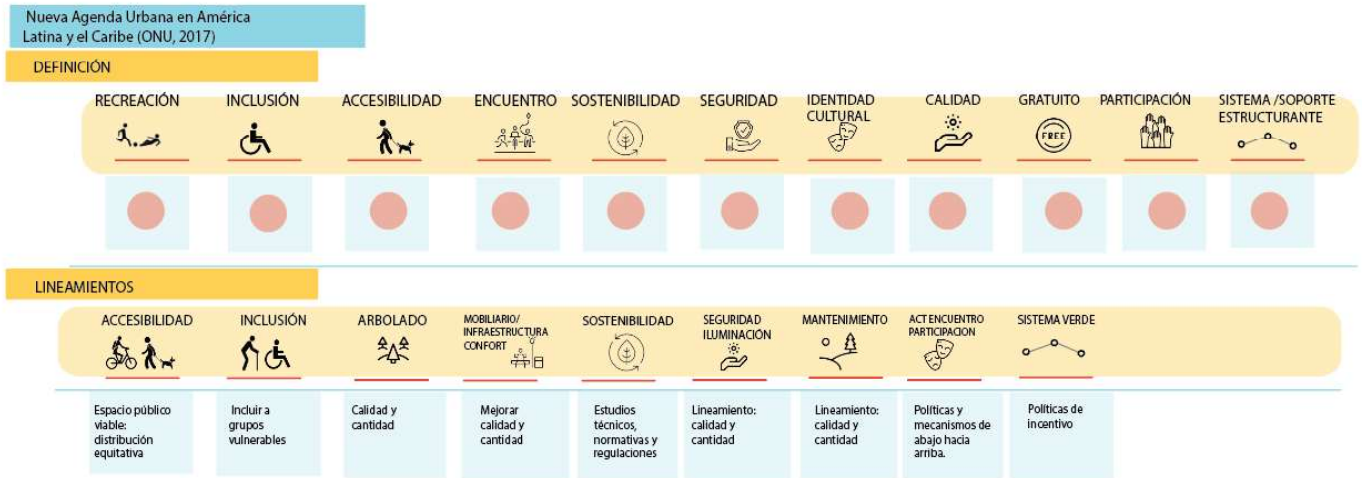 Nueva Agenda Urbana en América
Latina y el Caribe (ONU, 2017)
DEFINICIÓN
RECREACIÓN
INCLUSIÓN
ACCESIBILIDAD
ENCUENTRO
SOSTENIBILIDAD
SEGURIDAD
IDENTIDAD
CULTURAL
CALIDAD
GRATUITO
PARTICIPACIÓN
SISTEMA /SOPORTE
ESTRUCTURANTE
FREE
LINEAMIENTOS
ACCESIBILIDAD
INCLUSIÓN
ARBOLADO
MOBILIARIO/
INFRAESTRUCTURA
CONFORT
SOSTENIBILIDAD
SEGURIDAD
ILUMINACIÓN
MANTENIMIENTO
ACT ENCUENTRO
PARTICIPACION
SISTEMA VERDE
Espacio público
viable:
distribución
equitativa
Incluir a
grupos
vulnerables
Calidad y
cantidad
Mejorar
calidad y
cantidad
Estudios
técnicos,
normativas y
regulaciones
Lineamiento:
calidad y
cantidad
Lineamiento:
calidad y
cantidad
Políticas y
mecanismos de
abajo hacia
arriba.
Políticas de
incentivo